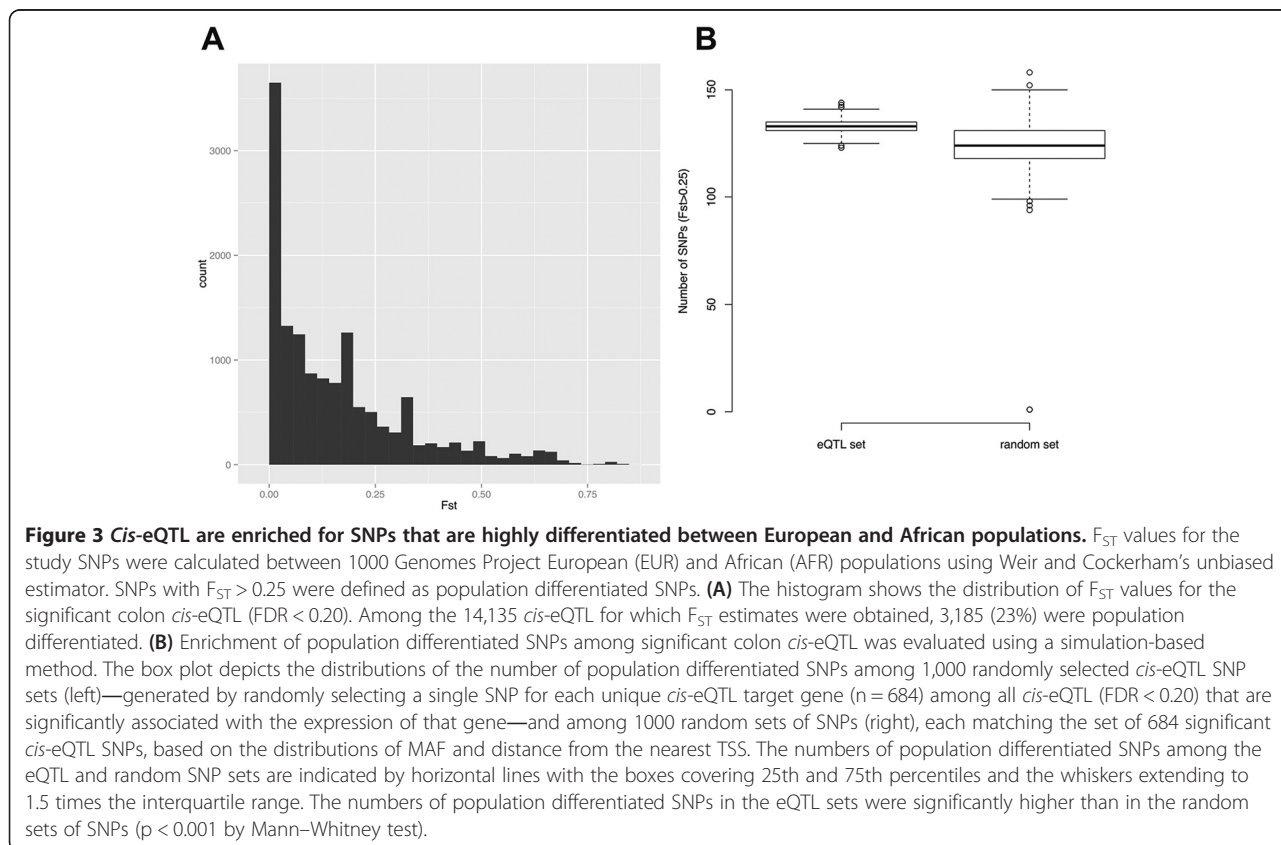 A
B
3000
2000
1000
0
count
0.00
0.25
0.50
0.75
Fst
150
100
50
0
Number of SNPs (Fst>0.25)
eQTL set
random set
Figure 3 Cis-eQTL are enriched for SNPs that are highly differentiated between European and African populations. FST values for the
study SNPs were calculated between 1000 Genomes Project European (EUR) and African (AFR) populations using Weir and Cockerham's unbiased
estimator. SNPs with FST > 0.25 were defined as population differentiated SNPs. (A) The histogram shows the distribution of FST values for the
significant colon cis-eQTL (FDR < 0.20). Among the 14,135 cis-eQTL for which FST estimates were obtained, 3,185 (23%) were population
differentiated. (B) Enrichment of population differentiated SNPs among significant colon cis-eQTL was evaluated using a simulation-based
method. The box plot depicts the distributions of the number of population differentiated SNPs among 1,000 randomly selected cis-eQTL SNP
sets (left)—generated by randomly selecting a single SNP for each unique cis-eQTL target gene (n = 684) among all cis-eQTL (FDR < 0.20) that are
significantly associated with the expression of that gene—and among 1000 random sets of SNPs (right), each matching the set of 684 significant
cis-eQTL SNPs, based on the distributions of MAF and distance from the nearest TSS. The numbers of population differentiated SNPs among the
eQTL and random SNP sets are indicated by horizontal lines with the boxes covering 25th and 75th percentiles and the whiskers extending to
1.5 times the interquartile range. The numbers of population differentiated SNPs in the eQTL sets were significantly higher than in the random
sets of SNPs (p < 0.001 by Mann–Whitney test).